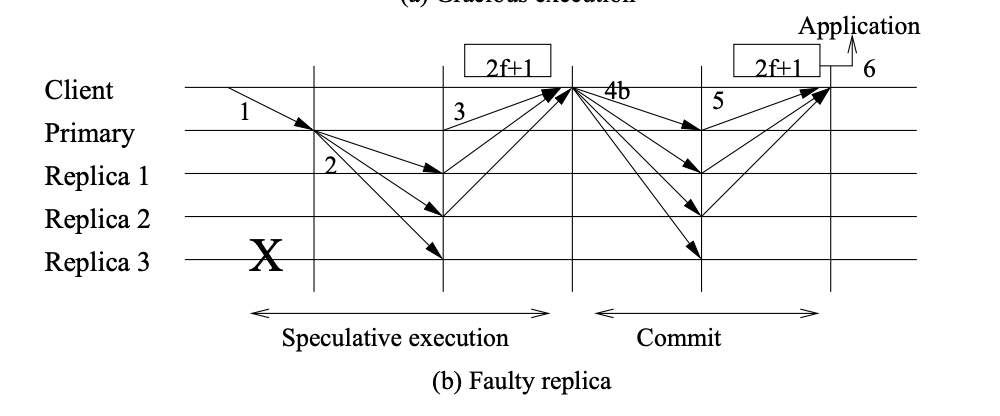 (a) Gracious execution
Application
2f+1
2f+1
6
Client
4b
1
3
5
Primary
2
Replica 1
Replica 2
X
Replica 3
Speculative execution
Commit
(b) Faulty replica